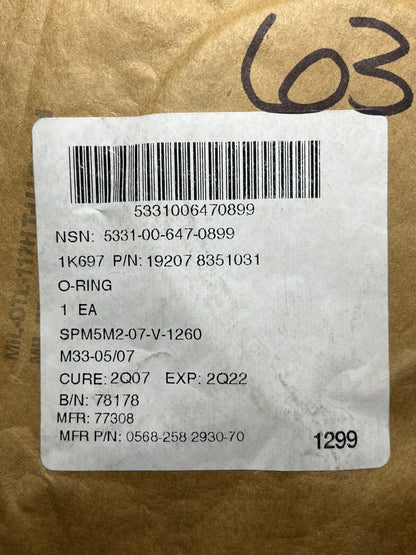 63
5331006470899
NSN: 5331-00-647-0899
1K697 P/N: 19207 8351031
O-RING
1 EA
SPM5M2-07-V-1260
M33-05/07
CURE: 2Q07 EXP: 2Q22
B/N: 78178
MFR: 77308
MFR P/N: 0568-258 2930-70
1299